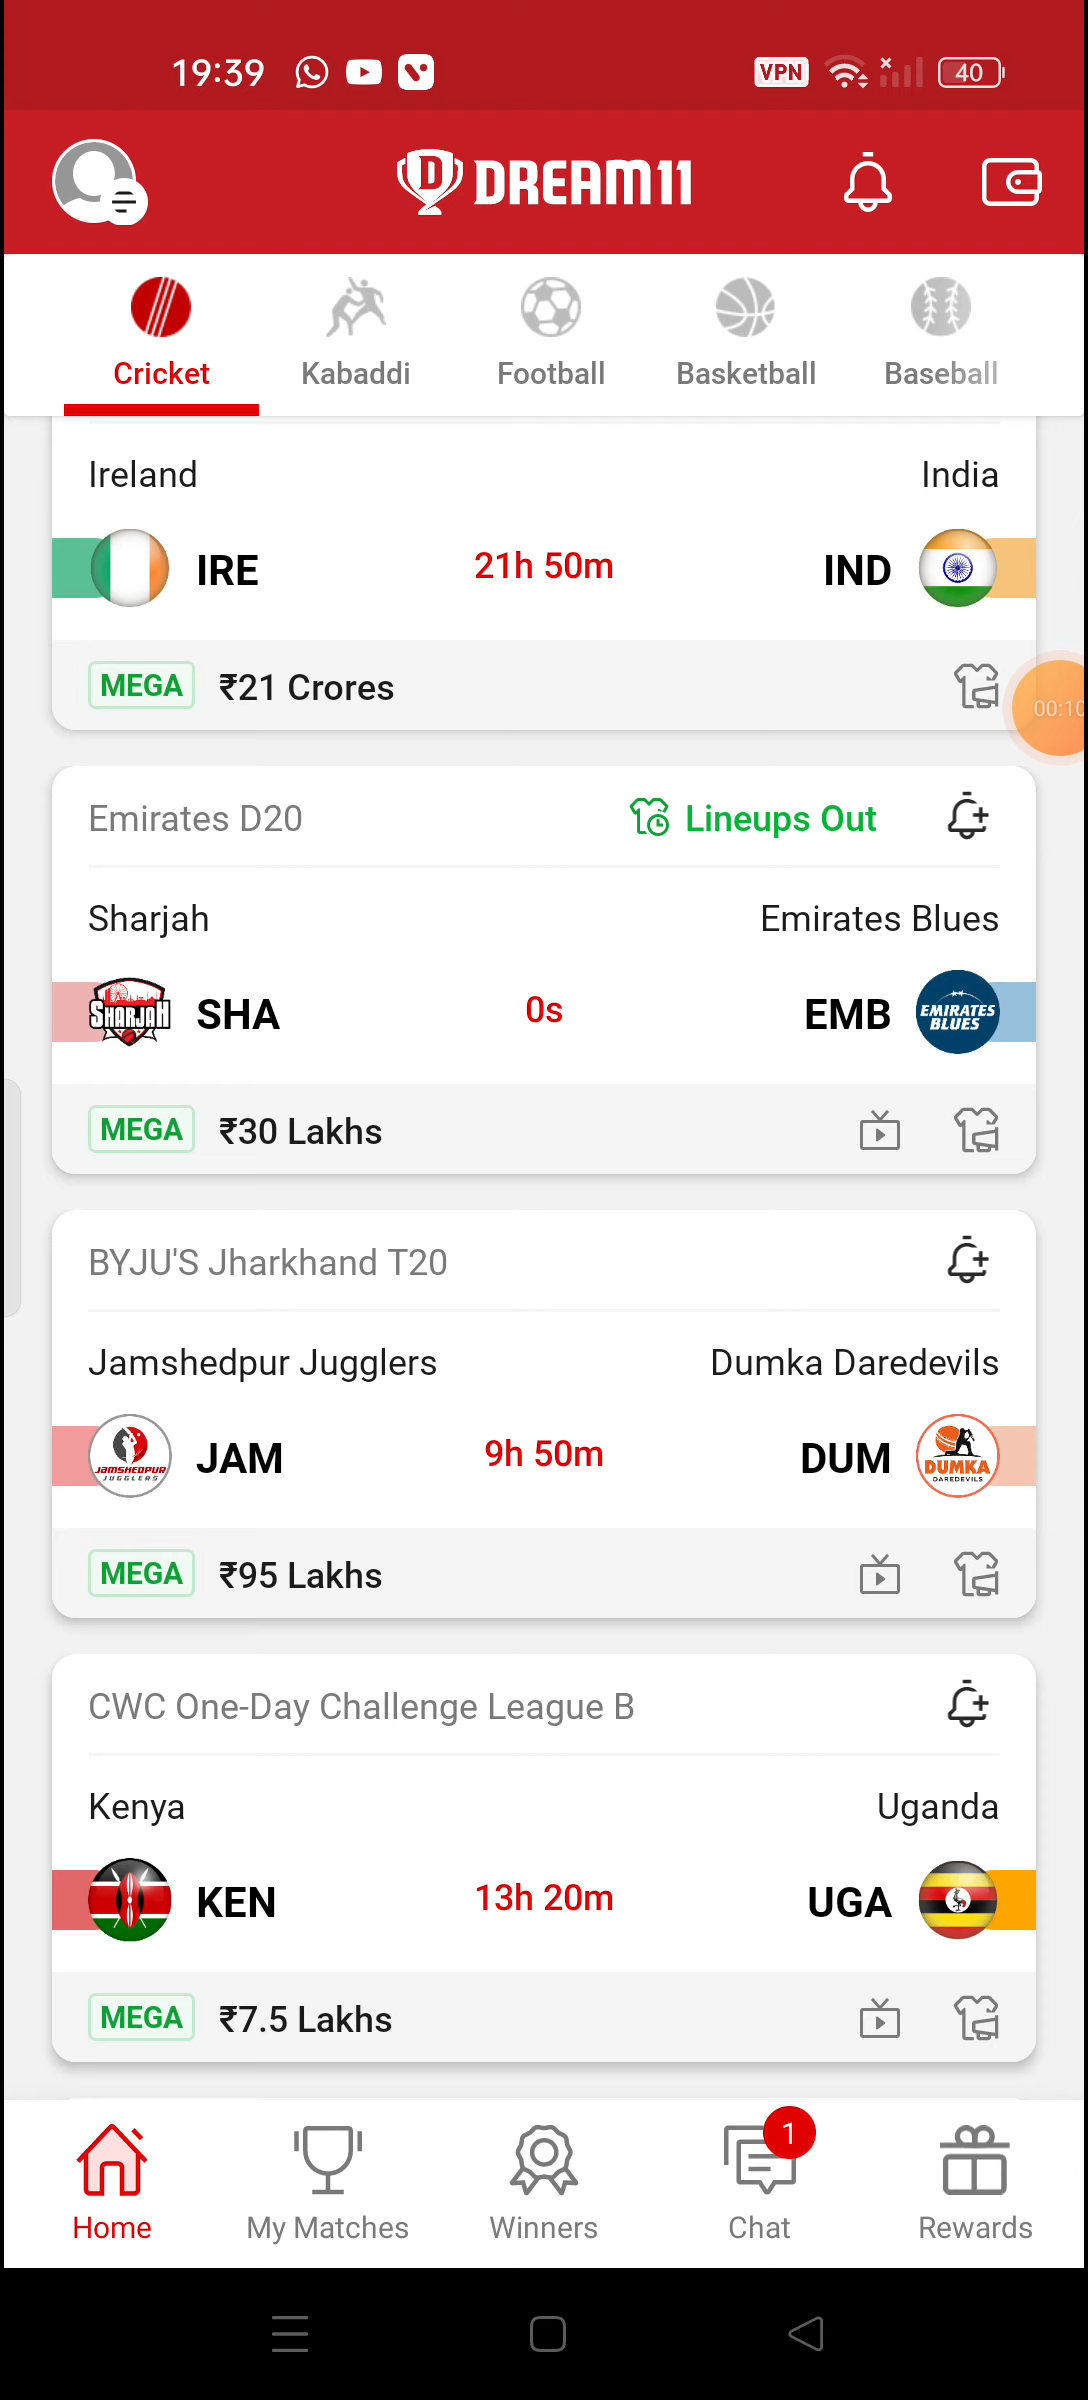 19:39 VPN 40
DREAM11
Cricket Kabaddi Football Basketball Baseball
Ireland India
IRE 21h 50m IND
MEGA ₹21 Crores
00:10
Emirates D20 Lineups Out
Sharjah Emirates Blues
SHARJAH SHA 0s EMB EMIRATES BLUES
MEGA ₹30 Lakhs
BYJU'S Jharkhand T20
Jamshedpur Jugglers Dumka Daredevils
JAMSHEDPUR JUGGLERS JAM 9h 50m DUM DUMKA DAREDEVILS
MEGA ₹95 Lakhs
CWC One-Day Challenge League B
Kenya Uganda
KEN 13h 20m UGA
MEGA ₹7.5 Lakhs
1
Home My Matches Winners Chat Rewards